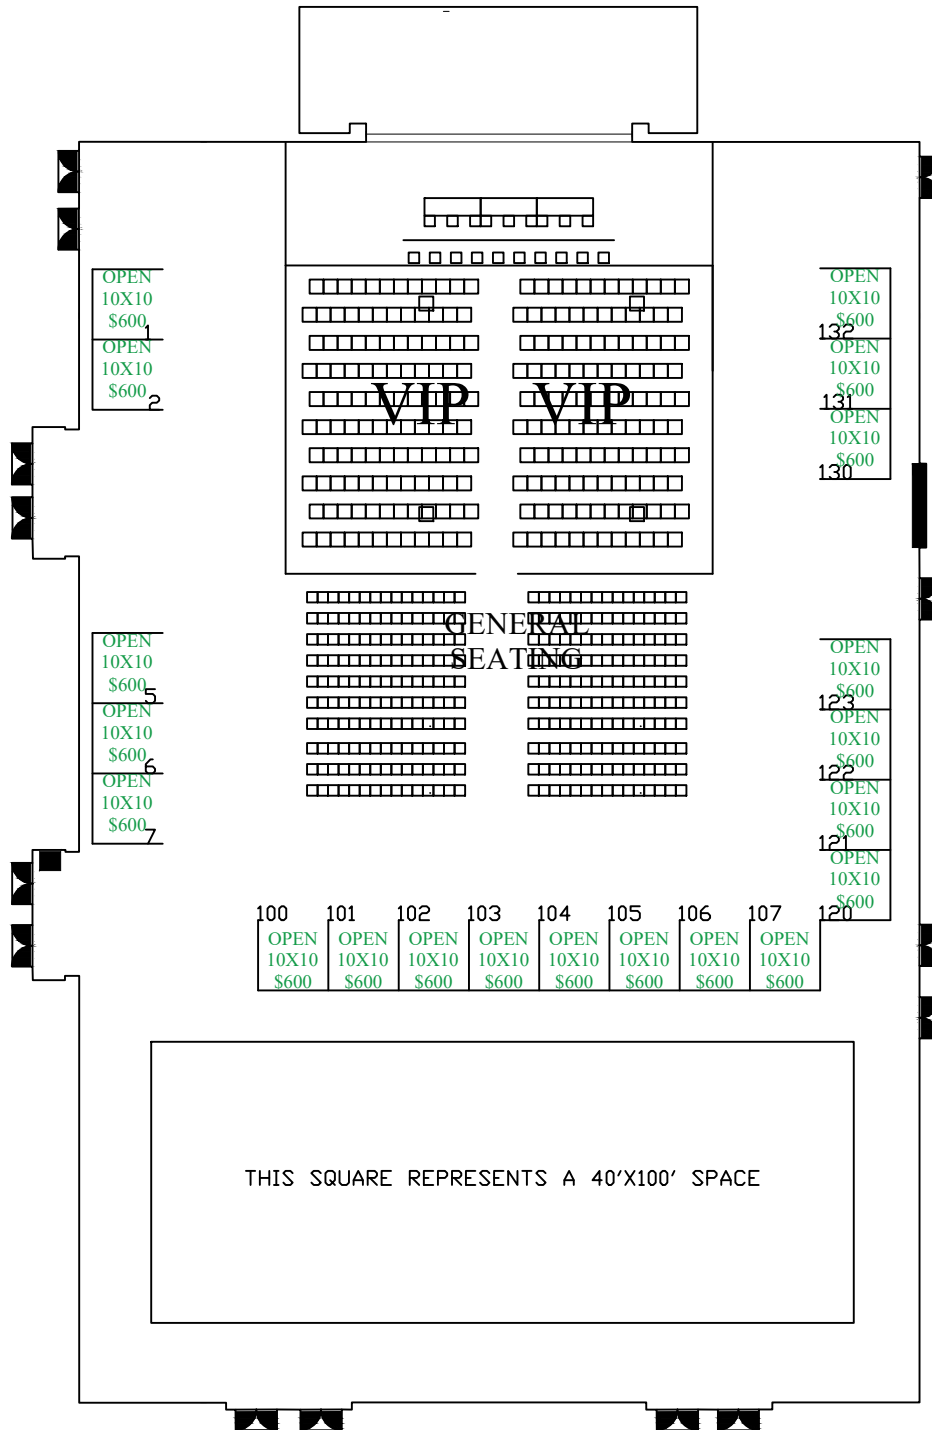 OPEN
10X10
$600
1
OPEN
10X10
$600
2
OPEN
10X10
$600
132
OPEN
10X10
$600
131
OPEN
10X10
$600
130
VIP VIP
GENERAL
SEATING
OPEN
10X10
$600
5
OPEN
10X10
$600
6
OPEN
10X10
$600
7
OPEN
10X10
$600
123
OPEN
10X10
$600
122
OPEN
10X10
$600
121
OPEN
10X10
$600
120
100 101 102 103 104 105 106 107
OPEN OPEN OPEN OPEN OPEN OPEN OPEN OPEN
10X10 10X10 10X10 10X10 10X10 10X10 10X10 10X10
$600 $600 $600 $600 $600 $600 $600 $600
THIS SQUARE REPRESENTS A 40'X100' SPACE